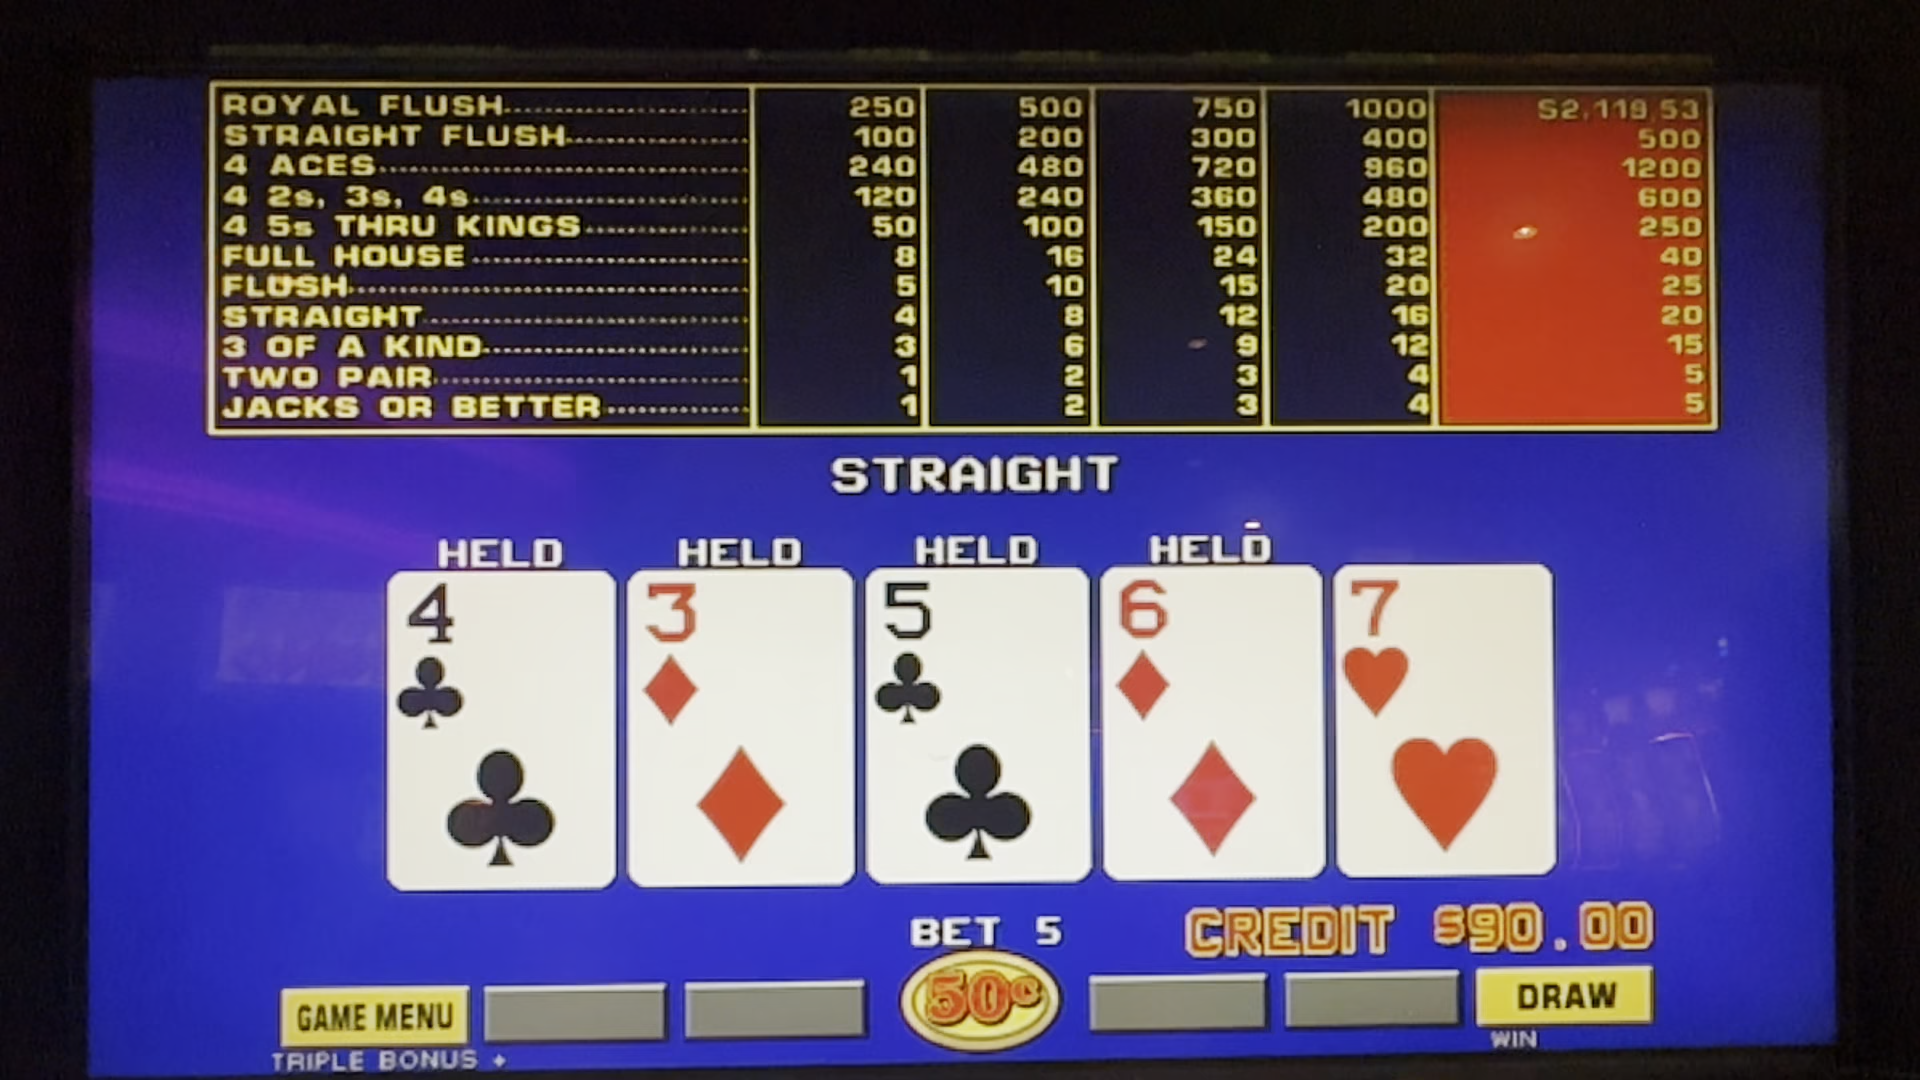 ROYAL FLUSH 250 500 750 1000 $2,119.53
STRAIGHT FLUSH 100 200 300 400 500
4 ACES 240 480 720 960 1200
4 2s, 3s, 4s 120 240 360 480 600
4 5s THRU KINGS 50 100 150 200 250
FULL HOUSE 8 16 24 32 40
FLUSH 5 10 15 20 25
STRAIGHT 4 8 12 16 20
3 OF A KIND 3 6 9 12 15
TWO PAIR 1 2 3 4 5
JACKS OR BETTER 1 2 3 4 5
STRAIGHT
HELD HELD HELD HELD
4 3 5 6 7
BET 5 CREDIT $90.00
GAME MENU 50¢ DRAW
TRIPLE BONUS + WIN